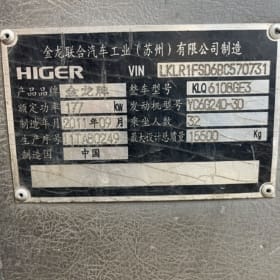 金龙联合汽车工业（苏州）有限公司制造
HIGER VIN LKLR1FSD6BC570731
产品品牌 金龙牌 整车型号 KLQ6108GE3
额定功率 177 kw 发动机型号 YC6G240-30
制造年月 2011年09月 乘坐人数 32
生产序号 11T6B0249 最大设计总质量 15500 Kg
制造国 中国